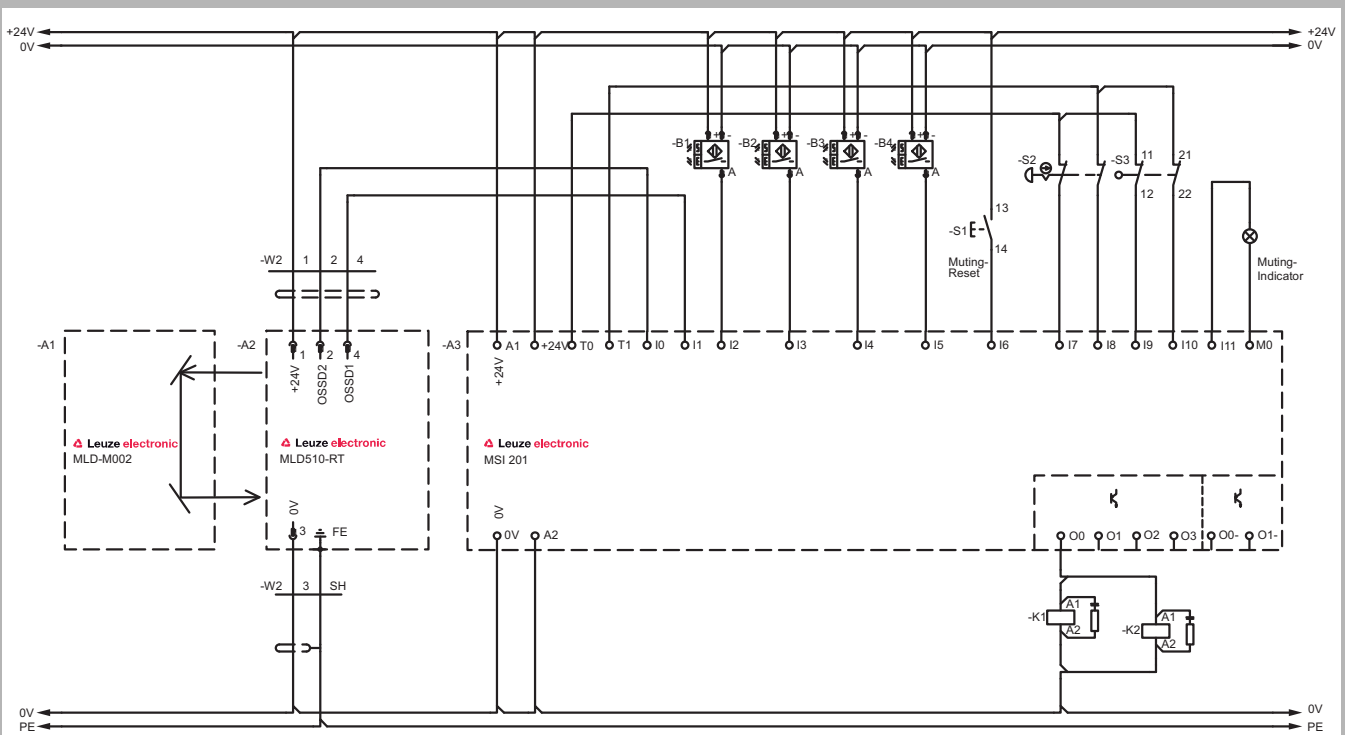 +24V +24V
0V 0V
-B1 + - -B2 + - -B3 + - -B4 + -
A A A A
-S2 -S3 11 21
12 22
13
-S1
14
Muting-
Reset
Muting-
Indicator
-W2 1 2 4
-A1 -A2 -A3
1 2 4
+24V OSSD2 OSSD1
A1 +24V T0 T1 I0 I1 I2 I3 I4 I5 I6 I7 I8 I9 I10 I11 M0
+24V
Leuze electronic
MLD-M002
Leuze electronic
MLD510-RT
Leuze electronic
MSI 201
0V
3 FE
0V
0V A2
O0 O1 O2 O3 O0- O1-
-W2 3 SH
-K1 A1 A2
-K2 A1 A2
0V 0V
PE PE